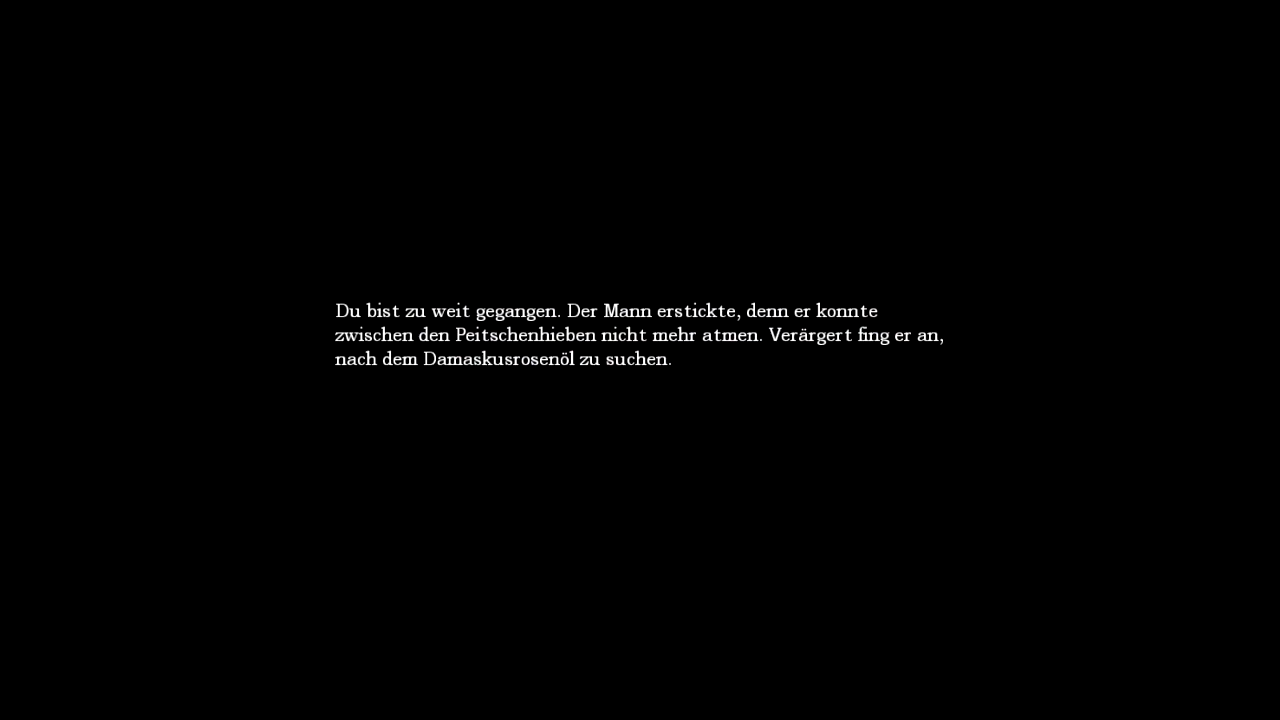 Du bist zu weit gegangen. Der Mann erstickte, denn er konnte
zwischen den Peitschenhieben nicht mehr atmen. Verärgert fing er an,
nach dem Damaskusrosenöl zu suchen.